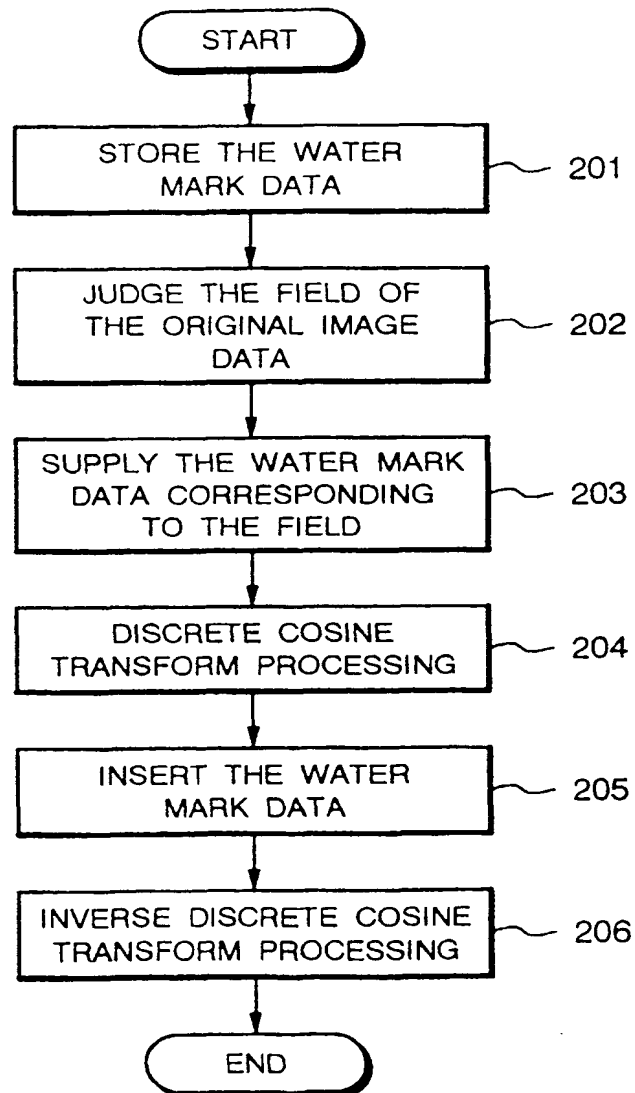 START
STORE THE WATER
MARK DATA
201
JUDGE THE FIELD OF
THE ORIGINAL IMAGE
DATA
202
SUPPLY THE WATER MARK
DATA CORRESPONDING
TO THE FIELD
203
DISCRETE COSINE
TRANSFORM PROCESSING
204
INSERT THE WATER
MARK DATA
205
INVERSE DISCRETE COSINE
TRANSFORM PROCESSING
206
END